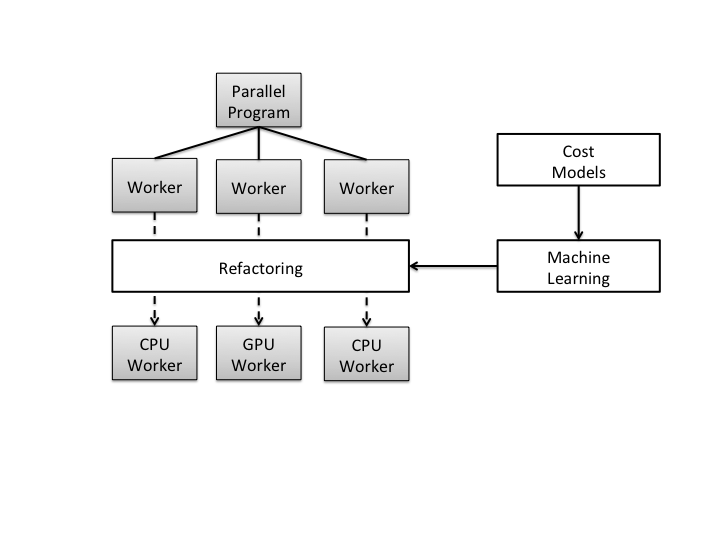 Parallel
Program
Worker
Worker
Worker
Cost
Models
Refactoring
Machine
Learning
CPU
Worker
GPU
Worker
CPU
Worker